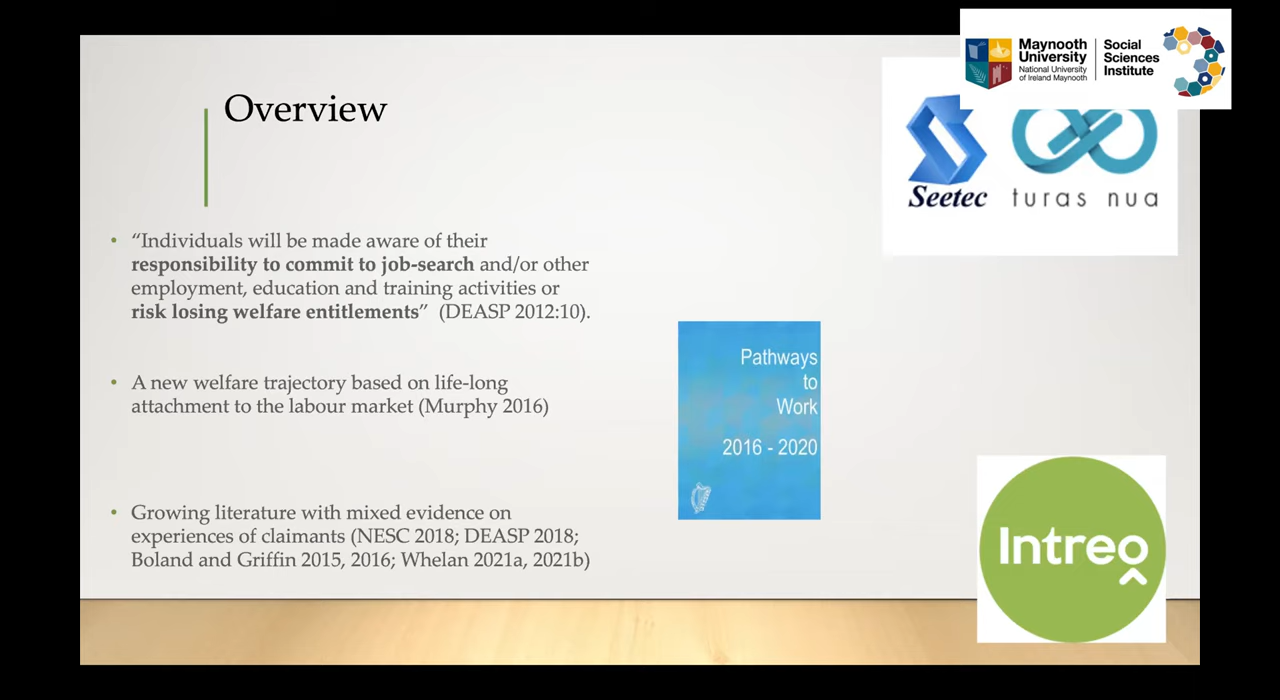 Maynooth
University
National University
of Ireland Maynooth
Social
Sciences
Institute
Overview
Seetec
turas nua
• “Individuals will be made aware of their
responsibility to commit to job-search and/or other
employment, education and training activities or
risk losing welfare entitlements” (DEASP 2012:10).
• A new welfare trajectory based on life-long
attachment to the labour market (Murphy 2016)
• Growing literature with mixed evidence on
experiences of claimants (NESC 2018; DEASP 2018;
Boland and Griffin 2015, 2016; Whelan 2021a, 2021b)
Pathways
to
Work
2016 - 2020
Intreo